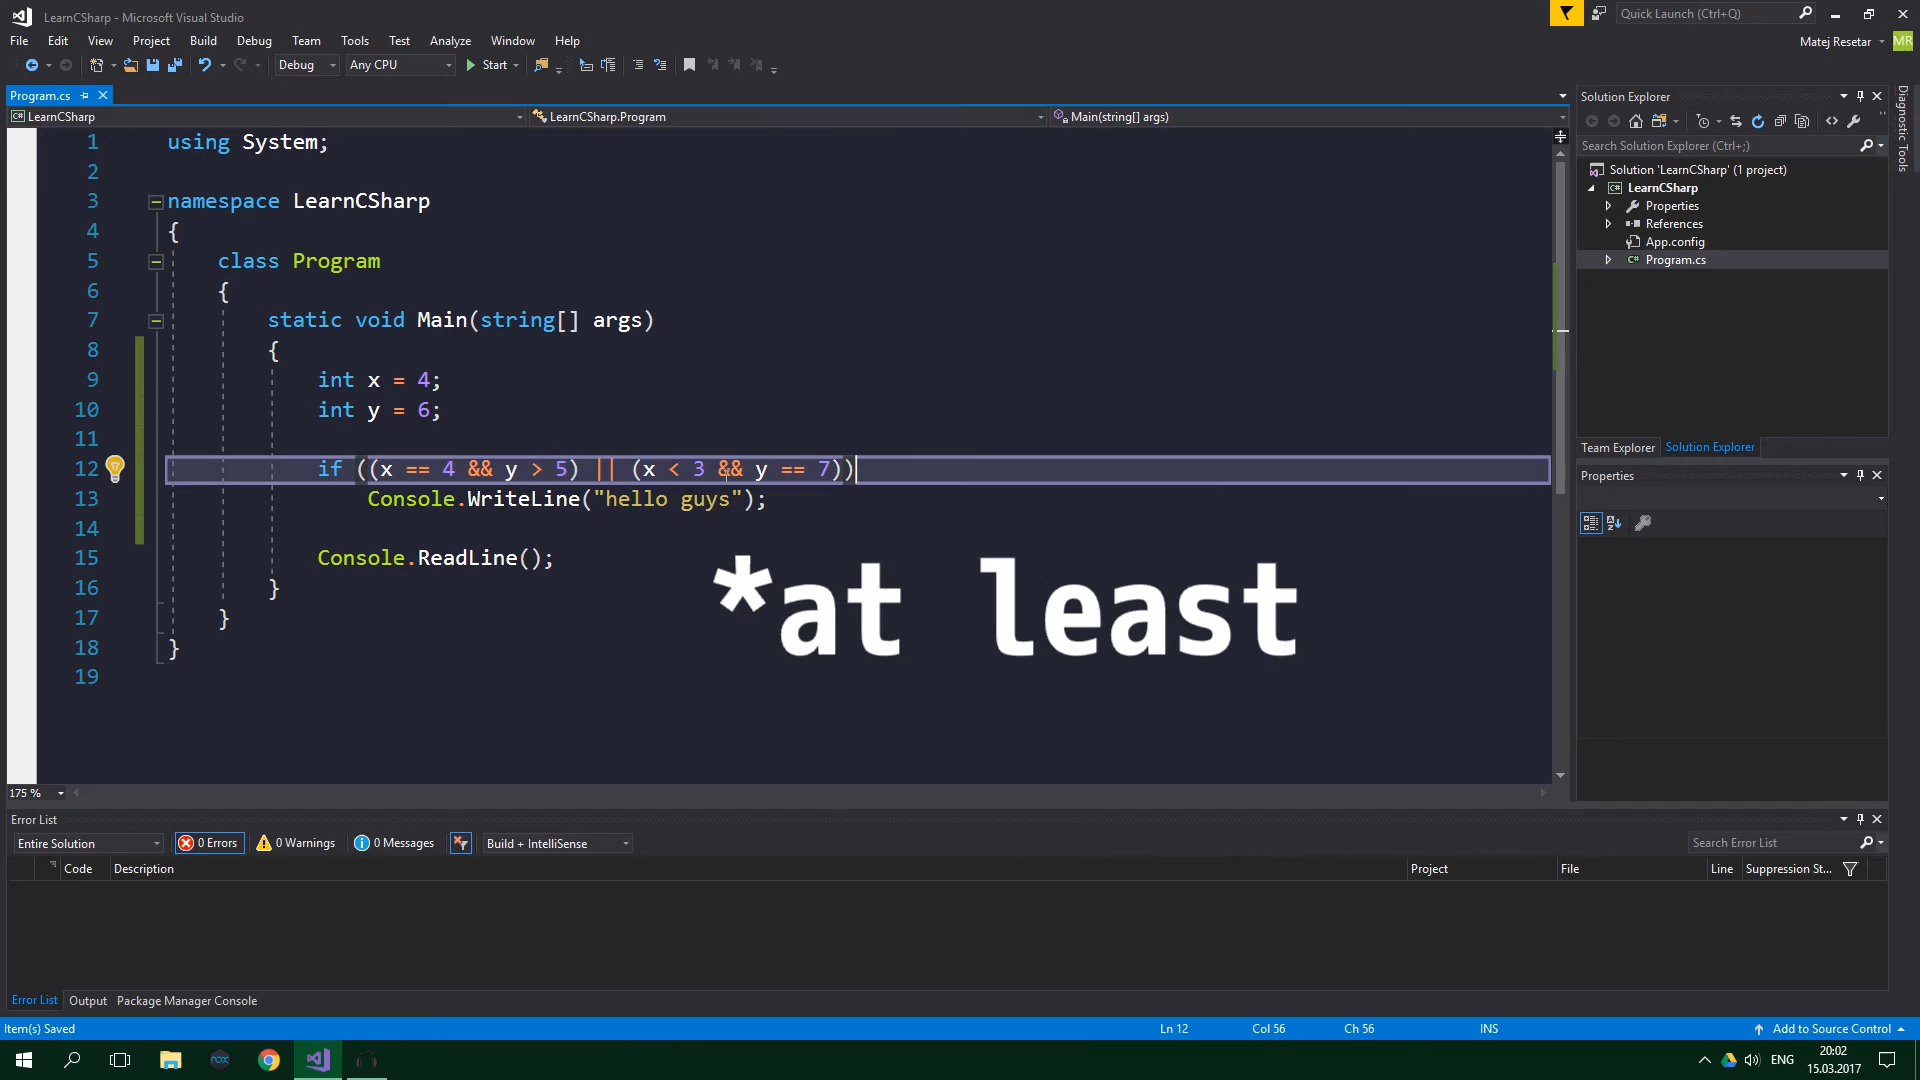 LearnCSharp - Microsoft Visual Studio
Quick Launch (Ctrl+Q)
File Edit View Project Build Debug Team Tools Test Analyze Window Help
Matej Resetar MR
Debug Any CPU Start
Program.cs
LearnCSharp LearnCSharp.Program Main(string[] args)
1 using System;
2
3 namespace LearnCSharp
4 {
5 class Program
6 {
7 static void Main(string[] args)
8 {
9 int x = 4;
10 int y = 6;
11
12 if ((x == 4 && y > 5) || (x < 3 && y == 7))
13 Console.WriteLine("hello guys");
14
15 Console.ReadLine();
16 }
17 }
18 }
19
*at least
175 %
Solution Explorer
Search Solution Explorer (Ctrl+;)
Solution 'LearnCSharp' (1 project)
LearnCSharp
Properties
References
App.config
Program.cs
Team Explorer Solution Explorer
Properties
Diagnostic Tools
Error List
Entire Solution 0 Errors 0 Warnings 0 Messages Build + IntelliSense
Search Error List
Code Description Project File Line Suppression St...
Error List Output Package Manager Console
Item(s) Saved Ln 12 Col 56 Ch 56 INS Add to Source Control
nox
ENG
20:02
15.03.2017